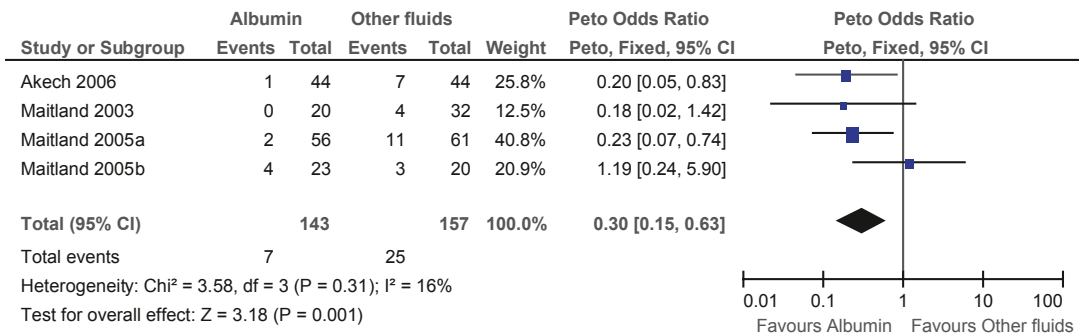 Albumin Other fluids Peto Odds Ratio Peto Odds Ratio
Study or Subgroup Events Total Events Total Weight Peto, Fixed, 95% CI Peto, Fixed, 95% CI
Akech 2006 1 44 7 44 25.8% 0.20 [0.05, 0.83]
Maitland 2003 0 20 4 32 12.5% 0.18 [0.02, 1.42]
Maitland 2005a 2 56 11 61 40.8% 0.23 [0.07, 0.74]
Maitland 2005b 4 23 3 20 20.9% 1.19 [0.24, 5.90]
Total (95% CI) 143 157 100.0% 0.30 [0.15, 0.63]
Total events 7 25
Heterogeneity: Chi² = 3.58, df = 3 (P = 0.31); I² = 16%
Test for overall effect: Z = 3.18 (P = 0.001)
0.01 0.1 1 10 100
Favours Albumin Favours Other fluids